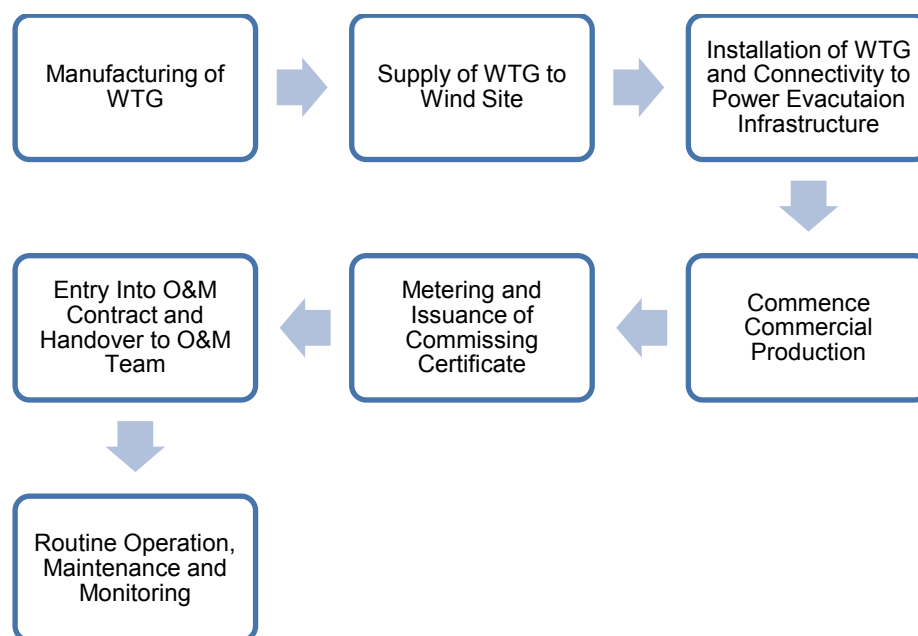 Manufacturing of
WTG
Supply of WTG to
Wind Site
Installation of WTG
and Connectivity to
Power Evacutaion
Infrastructure
Commence
Commercial
Production
Metering and
Issuance of
Commissing
Certificate
Entry Into O&M
Contract and
Handover to O&M
Team
Routine Operation,
Maintenance and
Monitoring